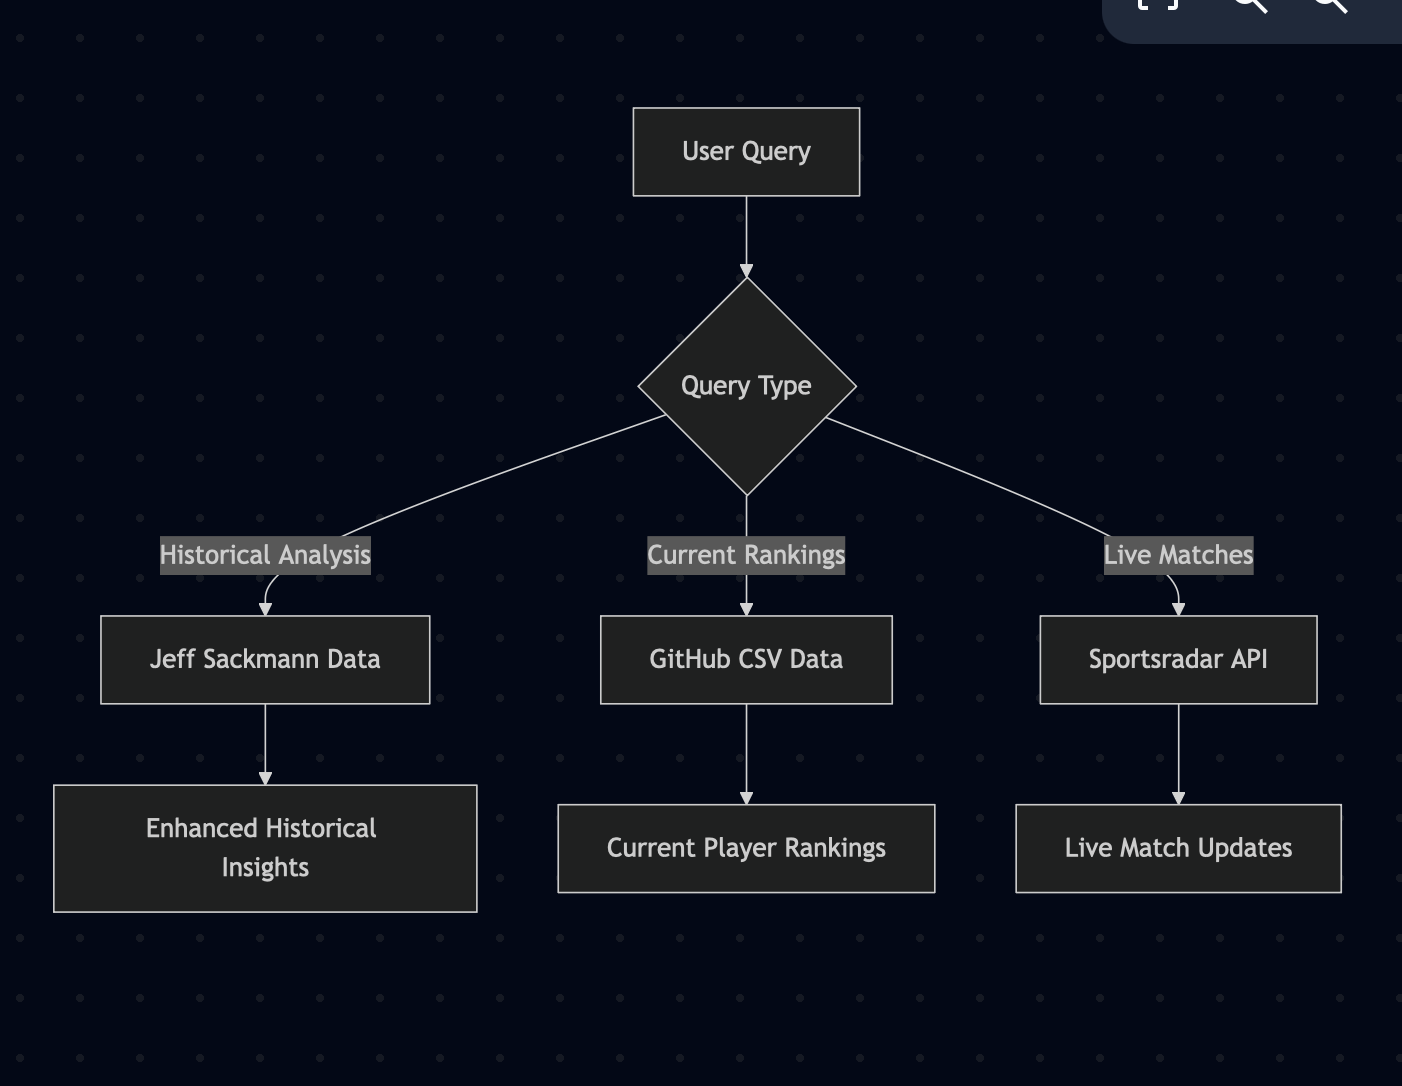 User Query
Query Type
Historical Analysis
Current Rankings
Live Matches
Jeff Sackmann Data
GitHub CSV Data
Sportsradar API
Enhanced Historical
Insights
Current Player Rankings
Live Match Updates